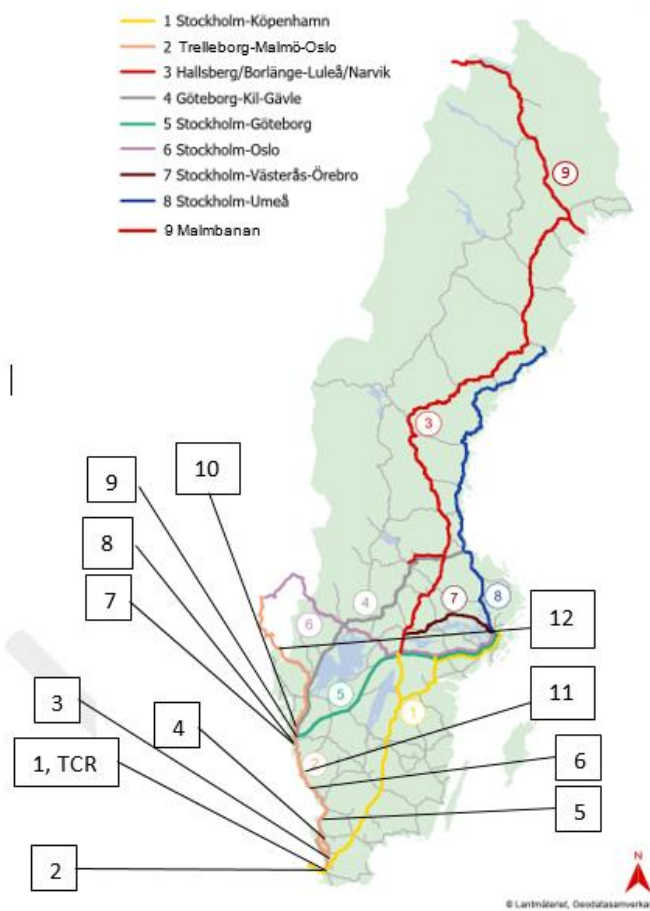 1 Stockholm-Köpenhamn
2 Trelleborg-Malmö-Oslo
3 Hallsberg/Borlänge-Luleå/Narvik
4 Göteborg-Kil-Gävle
5 Stockholm-Göteborg
6 Stockholm-Oslo
7 Stockholm-Västerås-Örebro
8 Stockholm-Umeå
9 Malmbanan
9
3
10
9
8
7
4
7
8
6
12
5
1
11
3
4
2
1, TCR
6
5
2
N
© Lantmäteriet, Geodatasamverka